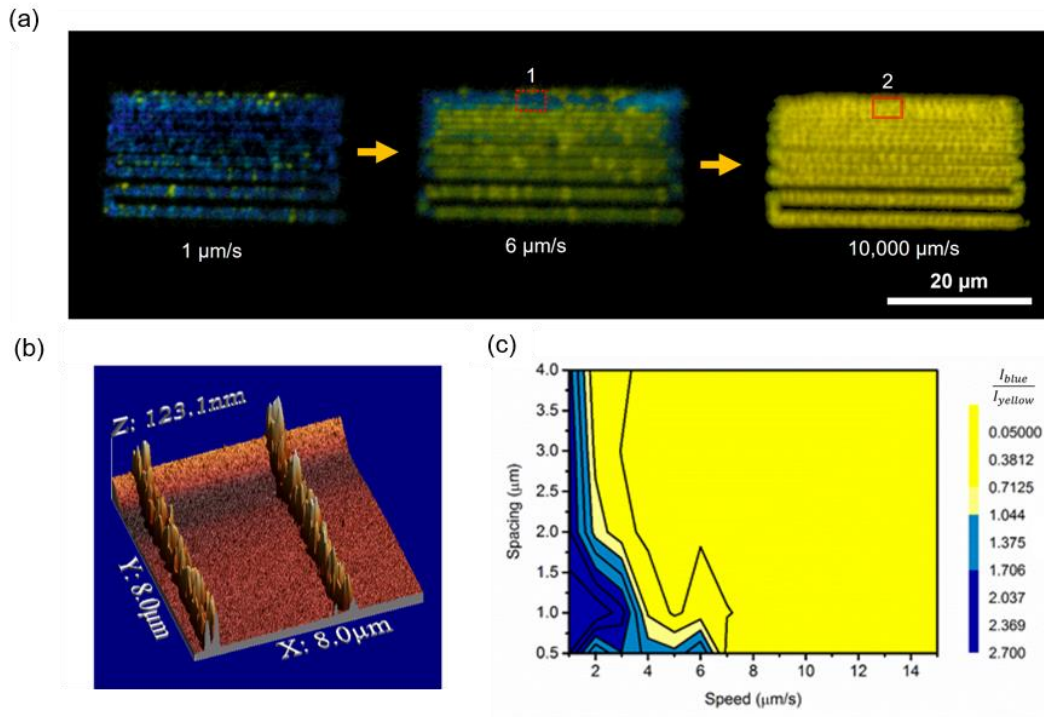 (a)
1
2
1 µm/s
6 µm/s
10,000 µm/s
20 µm
(b)
Z: 123.1nm
Y: 8.0µm
X: 8.0µm
(c)
4.0
3.5
3.0
2.5
2.0
1.5
1.0
0.5
Spacing (µm)
2 4 6 8 10 12 14
Speed (µm/s)
I_blue
I_yellow
0.05000
0.3812
0.7125
1.044
1.375
1.706
2.037
2.369
2.700